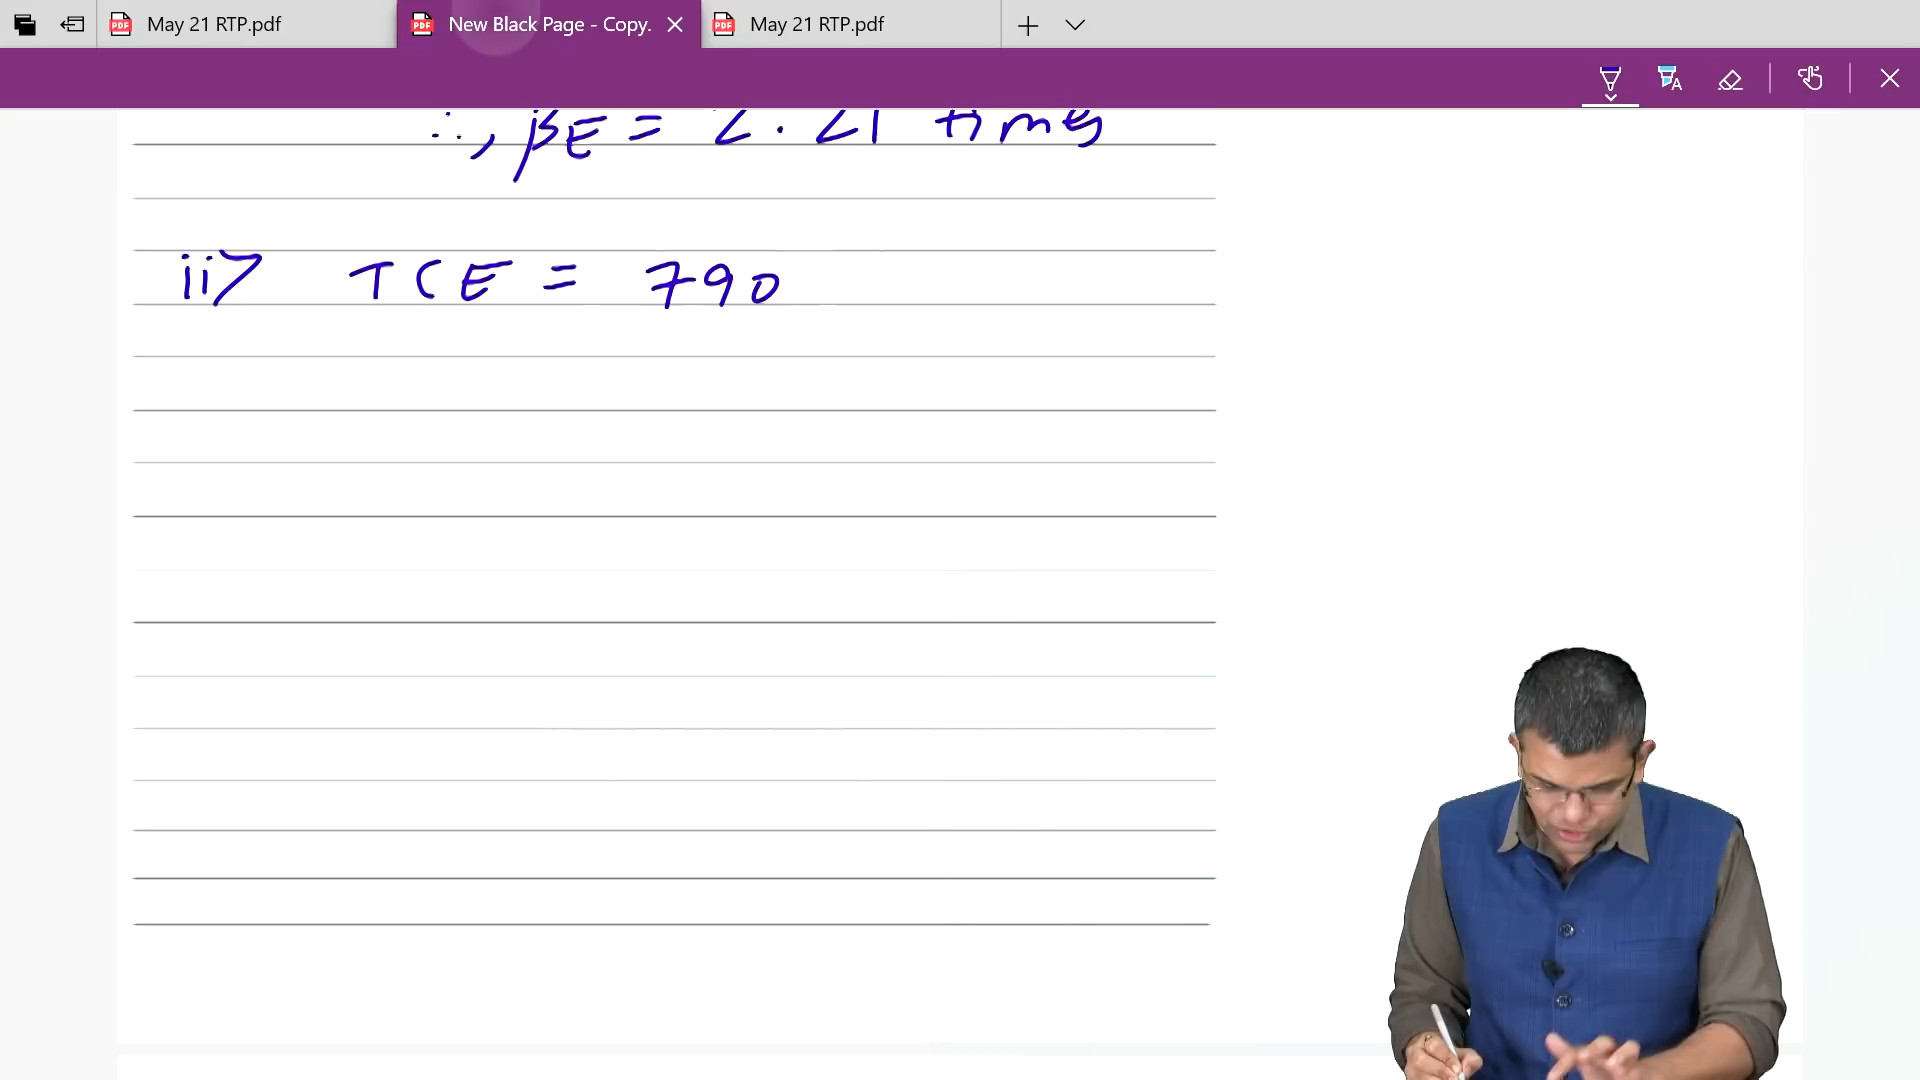 May 21 RTP.pdf
New Black Page - Copy.
May 21 RTP.pdf
∴, βE = 2.21 times
ii> TCE = 790